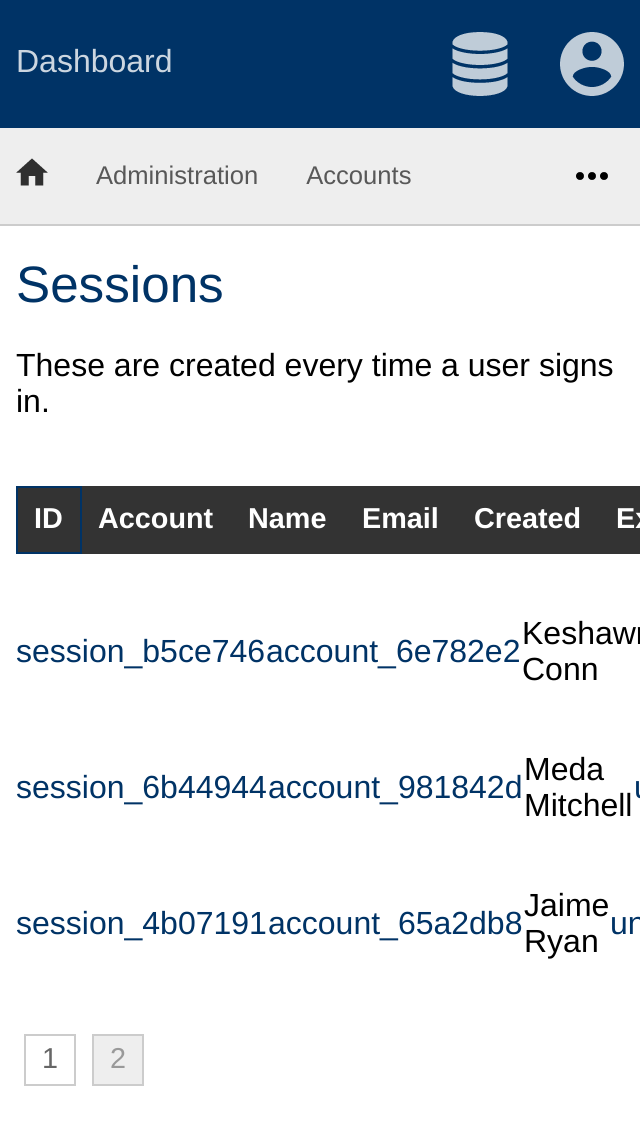 Dashboard
Administration Accounts
Sessions
These are created every time a user signs
in.
ID Account Name Email Created
session_b5ce746 account_6e782e2 Keshawn
Conn
session_6b44944 account_981842d Meda
Mitchell
session_4b07191 account_65a2db8 Jaime
Ryan un
1 2